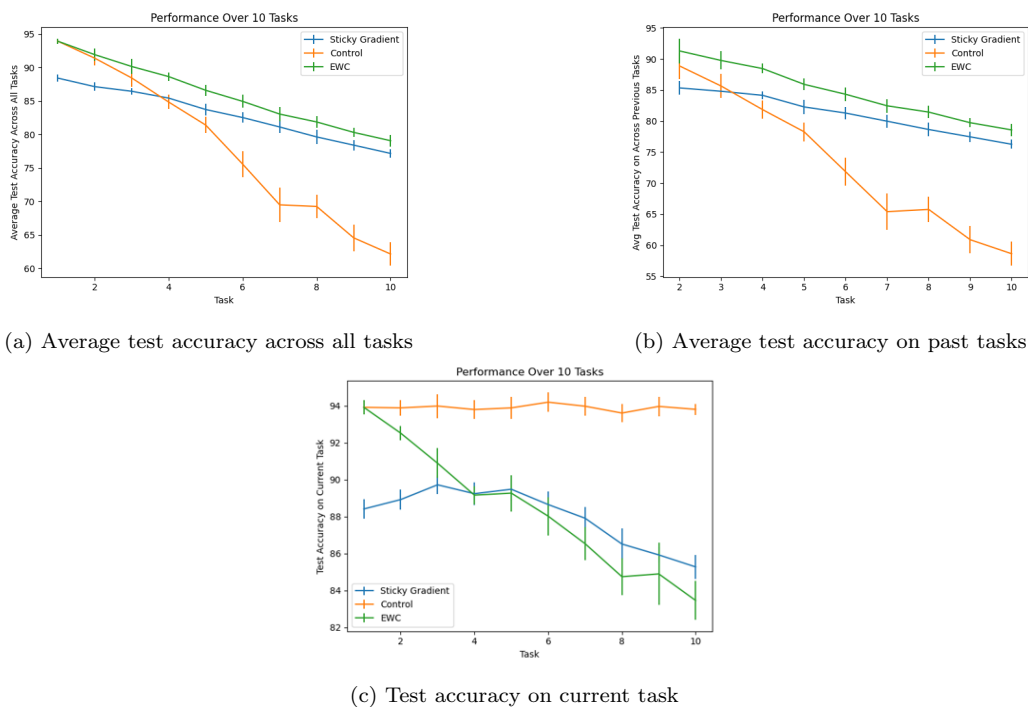 Performance Over 10 Tasks
Average Test Accuracy Across All Tasks
95
90
85
80
75
70
65
60
Sticky Gradient
Control
EWC
2
4
6
8
10
Task
(a) Average test accuracy across all tasks
Performance Over 10 Tasks
Avg Test Accuracy on Across Previous Tasks
95
90
85
80
75
70
65
60
55
Sticky Gradient
Control
EWC
2
3
4
5
6
7
8
9
10
Task
(b) Average test accuracy on past tasks
Performance Over 10 Tasks
Test Accuracy on Current Task
94
92
90
88
86
84
82
Sticky Gradient
Control
EWC
2
4
6
8
10
Task
(c) Test accuracy on current task